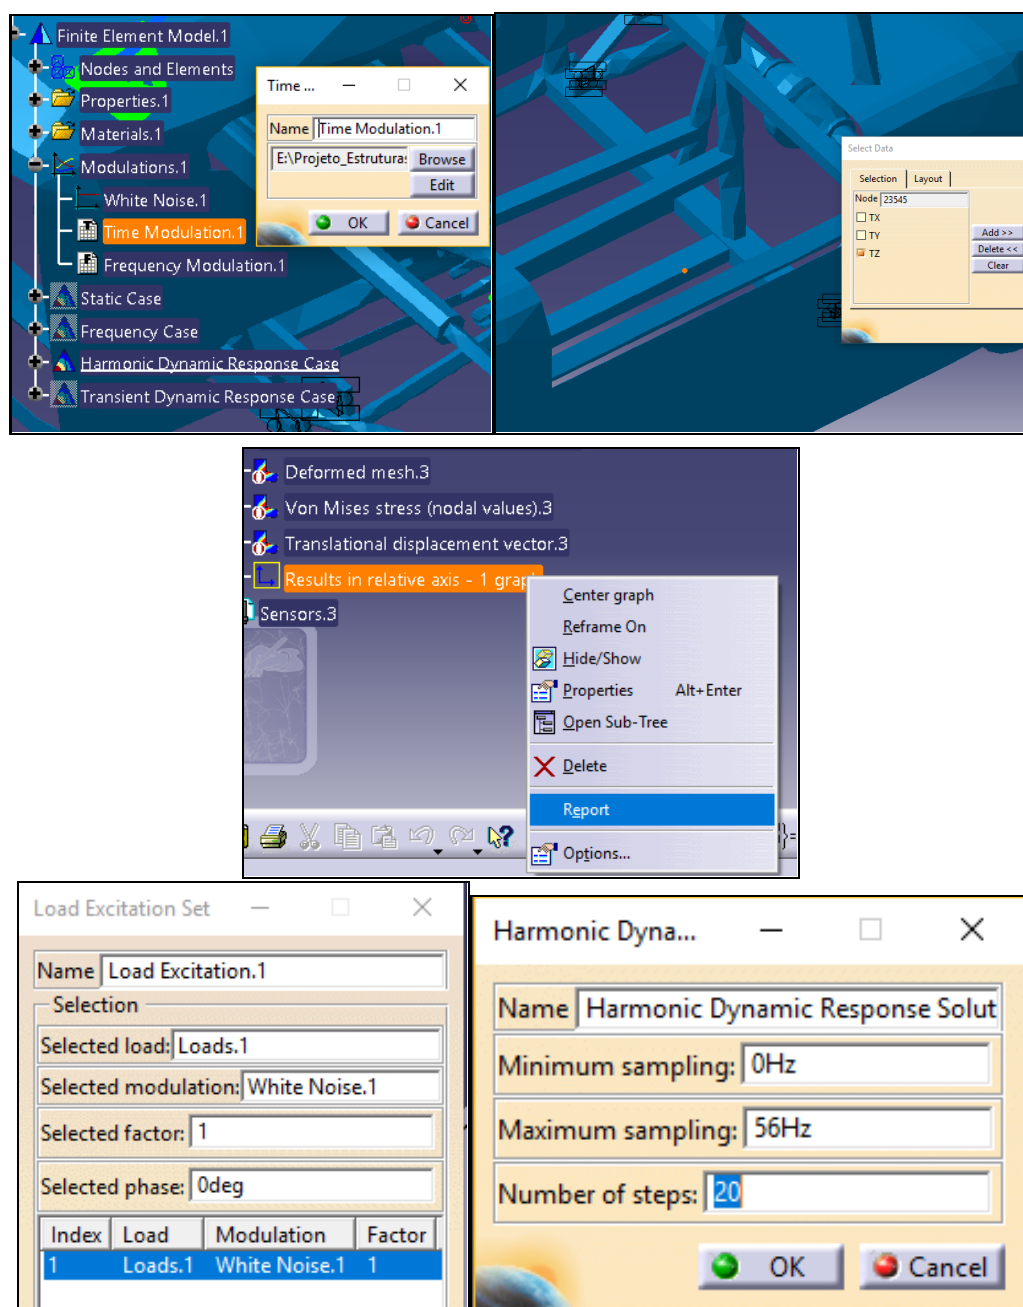 Finite Element Model.1
Nodes and Elements
Properties.1
Materials.1
Modulations.1
White Noise.1
Time Modulation.1
Frequency Modulation.1
Static Case
Frequency Case
Harmonic Dynamic Response Case
Transient Dynamic Response Case
Time ...
Name Time Modulation.1
E:\Projeto_Estruturas Browse
Edit
OK Cancel
Select Data
Selection Layout
Node 23545
TX
TY
TZ
Add >>
Delete <<
Clear
Deformed mesh.3
Von Mises stress (nodal values).3
Translational displacement vector.3
Results in relative axis - 1 graph
Sensors.3
Center graph
Reframe On
Hide/Show
Properties Alt+Enter
Open Sub-Tree
Delete
Report
Options...
Load Excitation Set
Name Load Excitation.1
Selection
Selected load: Loads.1
Selected modulation: White Noise.1
Selected factor: 1
Selected phase: 0deg
Index Load Modulation Factor
1 Loads.1 White Noise.1 1
Harmonic Dyna...
Name Harmonic Dynamic Response Solut
Minimum sampling: 0Hz
Maximum sampling: 56Hz
Number of steps: 20
OK Cancel